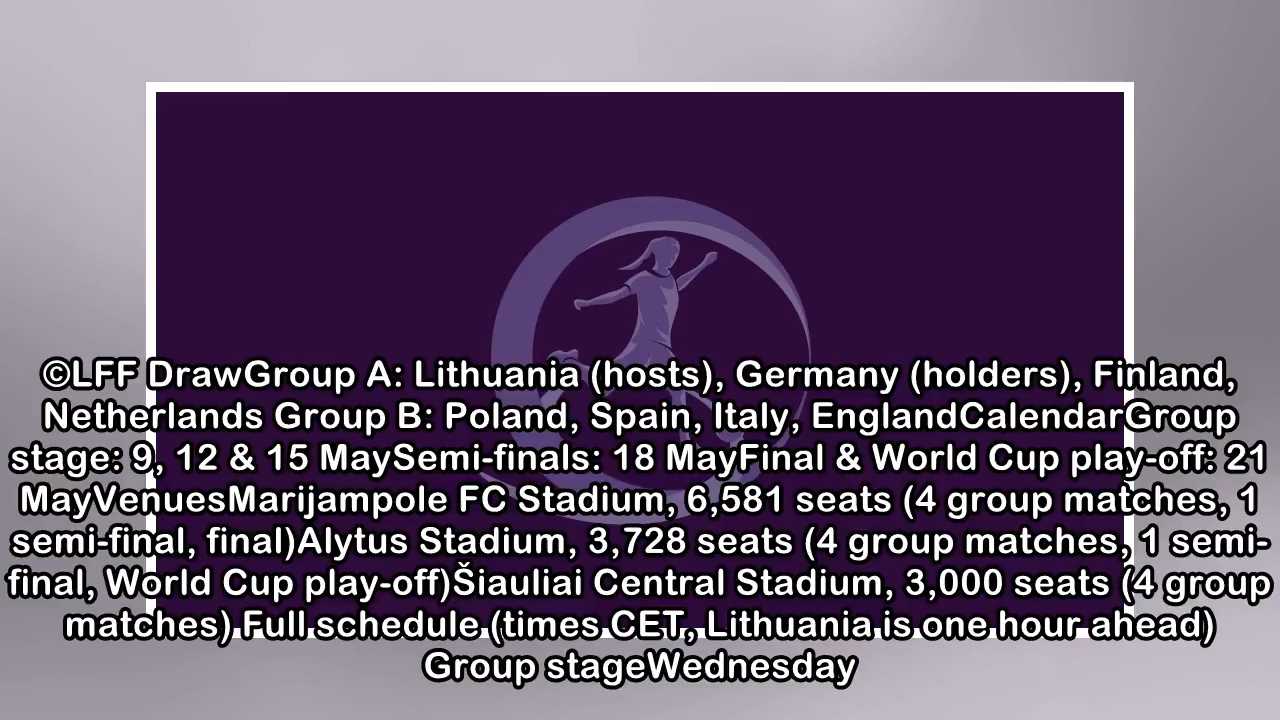 ©LFF DrawGroup A: Lithuania (hosts), Germany (holders), Finland,
Netherlands Group B: Poland, Spain, Italy, EnglandCalendarGroup
stage: 9, 12 & 15 MaySemi-finals: 18 MayFinal & World Cup play-off: 21
MayVenuesMarijampole FC Stadium, 6,581 seats (4 group matches, 1
semi-final, final)Alytus Stadium, 3,728 seats (4 group matches, 1 semi-
final, World Cup play-off)Šiauliai Central Stadium, 3,000 seats (4 group
matches) Full schedule (times CET, Lithuania is one hour ahead)
Group stageWednesday